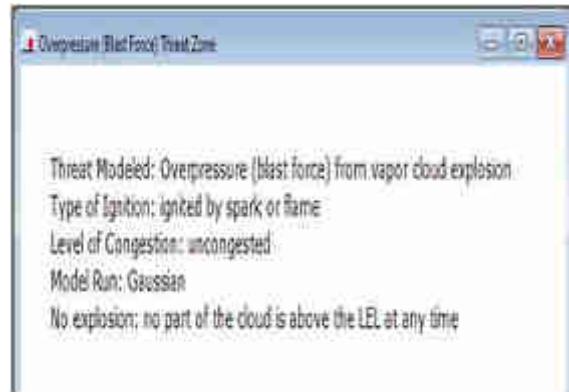 Overpressure (Blast Force) Threat Zone
Threat Modeled: Overpressure (blast force) from vapor cloud explosion
Type of Ignition: ignited by spark or flame
Level of Congestion: uncongested
Model Run: Gaussian
No explosion: no part of the cloud is above the LEL at any time